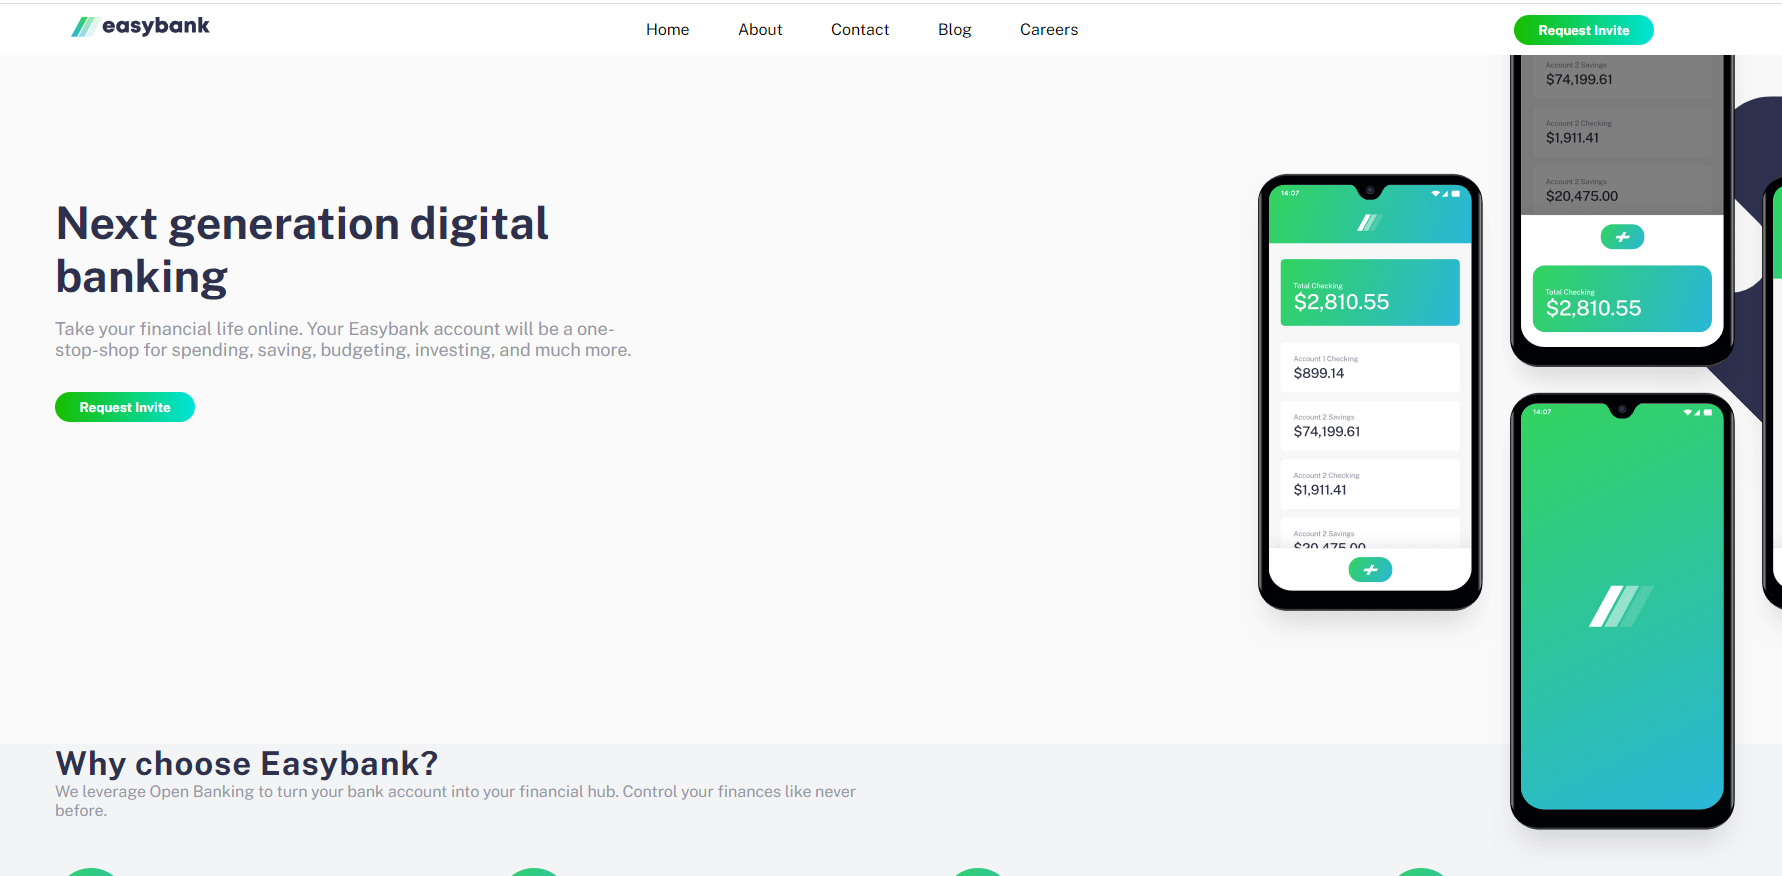 easybank
Home
About
Contact
Blog
Careers
Request Invite
Next generation digital
banking
Take your financial life online. Your Easybank account will be a one-
stop-shop for spending, saving, budgeting, investing, and much more.
Request Invite
14:07
Total Checking
$2,810.55
Account 1 Checking
$899.14
Account 2 Savings
$74,199.61
Account 2 Checking
$1,911.41
Account 2 Savings
$20,475.00
Account 2 Savings
$74,199.61
Account 2 Checking
$1,911.41
Account 2 Savings
$20,475.00
Total Checking
$2,810.55
14:07
Why choose Easybank?
We leverage Open Banking to turn your bank account into your financial hub. Control your finances like never
before.